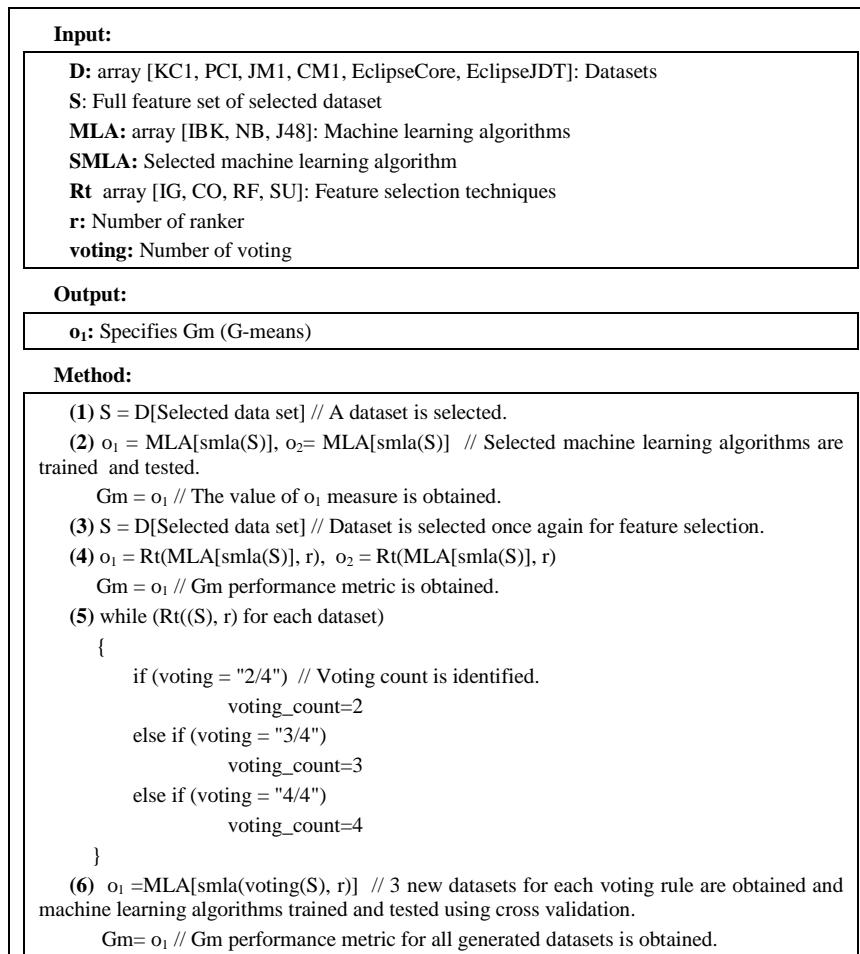 Input:
D: array [KC1, PCI, JM1, CM1, EclipseCore, EclipseJDT]: Datasets
S: Full feature set of selected dataset
MLA: array [IBK, NB, J48]: Machine learning algorithms
SMLA: Selected machine learning algorithm
Rt array [IG, CO, RF, SU]: Feature selection techniques
r: Number of ranker
voting: Number of voting
Output:
o₁: Specifies Gm (G-means)
Method:
(1) S = D[Selected data set] // A dataset is selected.
(2) o₁ = MLA[smla(S)], o₂= MLA[smla(S)] // Selected machine learning algorithms are
trained and tested.
Gm = o₁ // The value of o₁ measure is obtained.
(3) S = D[Selected data set] // Dataset is selected once again for feature selection.
(4) o₁ = Rt(MLA[smla(S)], r), o₂ = Rt(MLA[smla(S)], r)
Gm = o₁ // Gm performance metric is obtained.
(5) while (Rt((S), r) for each dataset)
{
if (voting = "2/4") // Voting count is identified.
voting_count=2
else if (voting = "3/4")
voting_count=3
else if (voting = "4/4")
voting_count=4
}
(6) o₁ =MLA[smla(voting(S), r)] // 3 new datasets for each voting rule are obtained and
machine learning algorithms trained and tested using cross validation.
Gm= o₁ // Gm performance metric for all generated datasets is obtained.